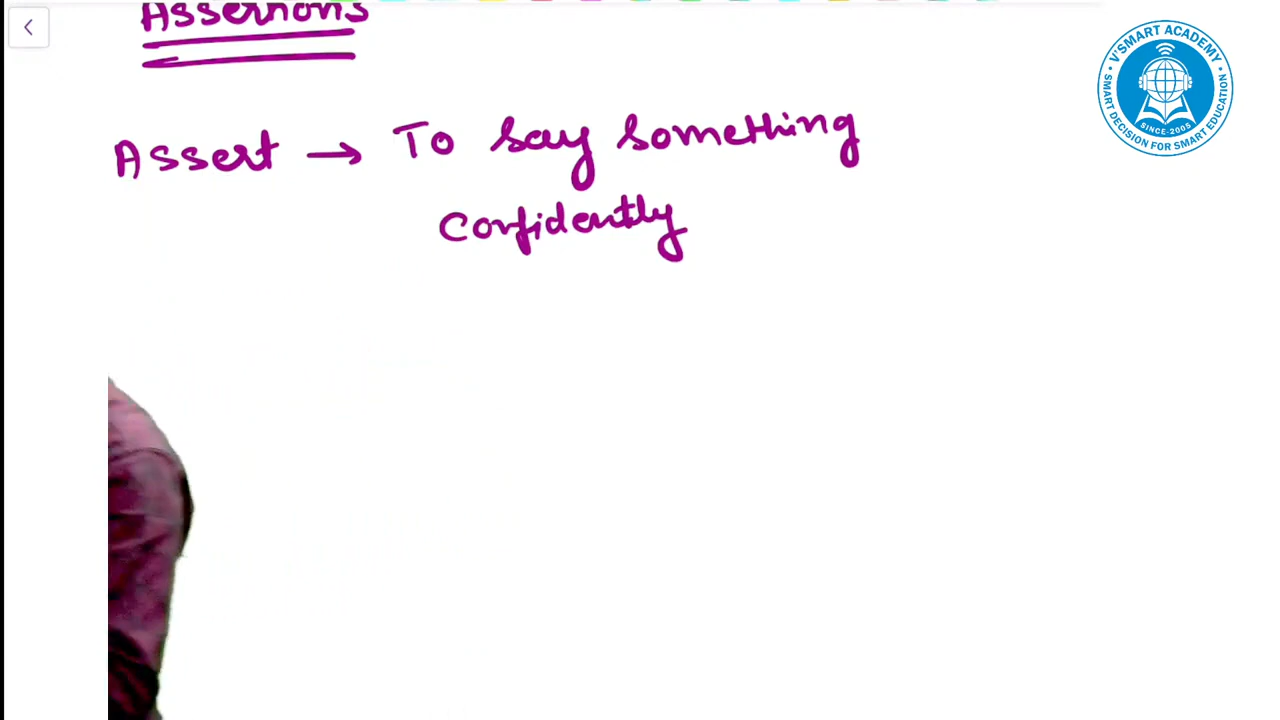 Assertions
Assert → To say something
confidently
V'SMART ACADEMY
SINCE-2005
SMART DECISION FOR SMART EDUCATION